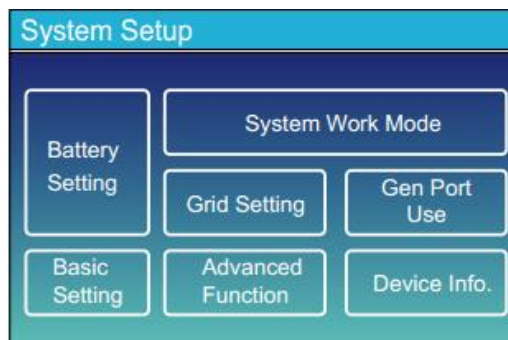 System Setup
Battery
Setting
System Work Mode
Grid Setting
Gen Port
Use
Basic
Setting
Advanced
Function
Device Info.